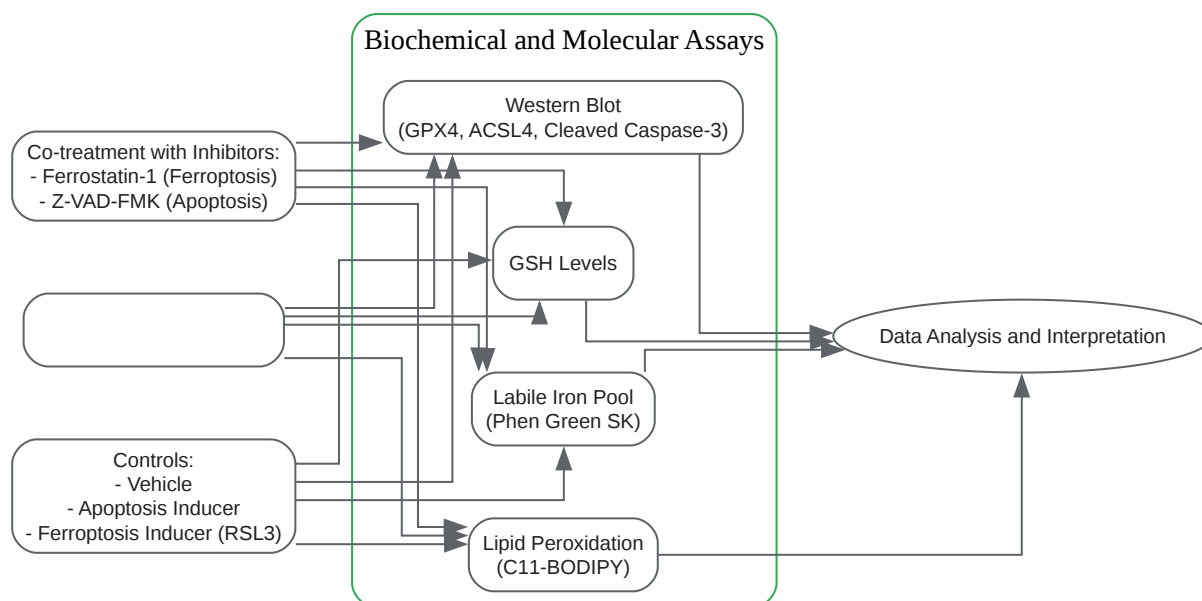 Biochemical and Molecular Assays
Western Blot
(GPX4, ACSL4, Cleaved Caspase-3)
Co-treatment with Inhibitors:
- Ferrostatin-1 (Ferroptosis)
- Z-VAD-FMK (Apoptosis)
GSH Levels
Data Analysis and Interpretation
Labile Iron Pool
(Phen Green SK)
Controls:
- Vehicle
- Apoptosis Inducer
- Ferroptosis Inducer (RSL3)
Lipid Peroxidation
(C11-BODIPY)